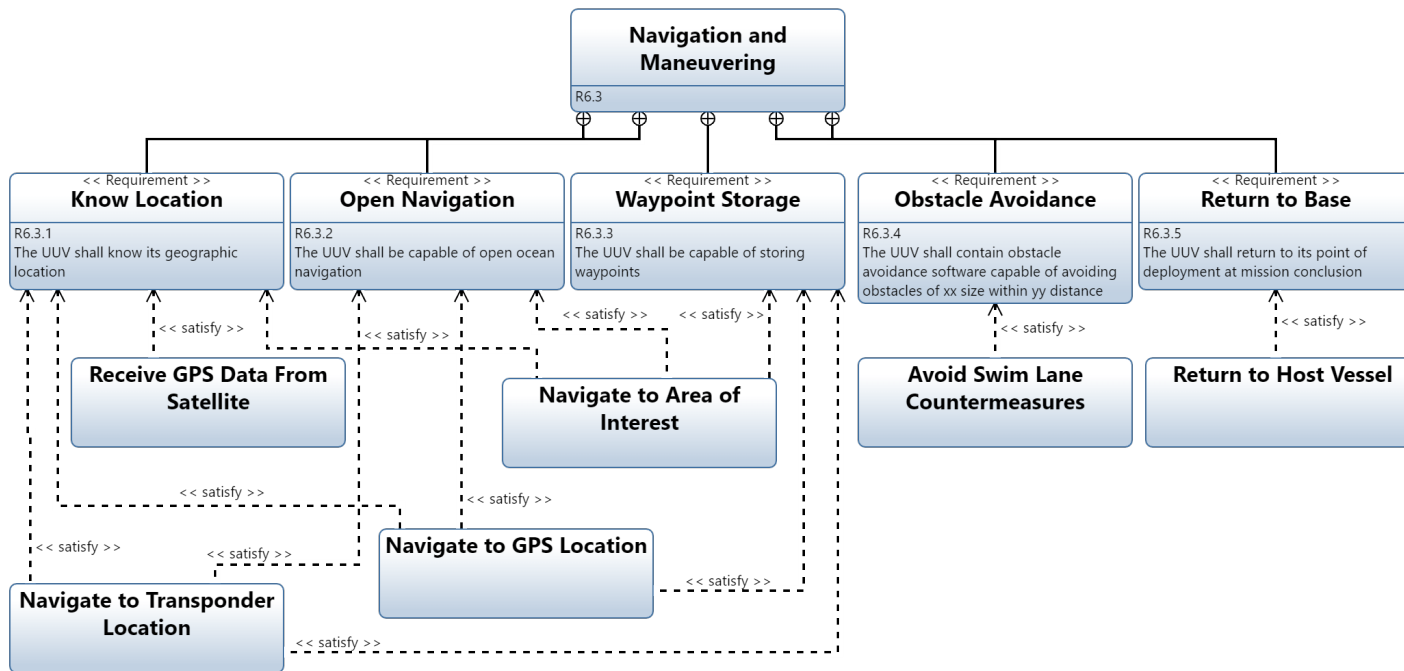 Navigation and
Maneuvering
R6.3
<< Requirement >>
Know Location
R6.3.1
The UUV shall know its geographic
location
<< Requirement >>
Open Navigation
R6.3.2
The UUV shall be capable of open ocean
navigation
<< Requirement >>
Waypoint Storage
R6.3.3
The UUV shall be capable of storing
waypoints
<< Requirement >>
Obstacle Avoidance
R6.3.4
The UUV shall contain obstacle
avoidance software capable of avoiding
obstacles of xx size within yy distance
<< Requirement >>
Return to Base
R6.3.5
The UUV shall return to its point of
deployment at mission conclusion
<< satisfy >>
<< satisfy >>
<< satisfy >>
<< satisfy >>
<< satisfy >>
Receive GPS Data From
Satellite
Navigate to Area of
Interest
Avoid Swim Lane
Countermeasures
Return to Host Vessel
<< satisfy >>
<< satisfy >>
<< satisfy >>
<< satisfy >>
Navigate to GPS Location
<< satisfy >>
Navigate to Transponder
Location
<< satisfy >>